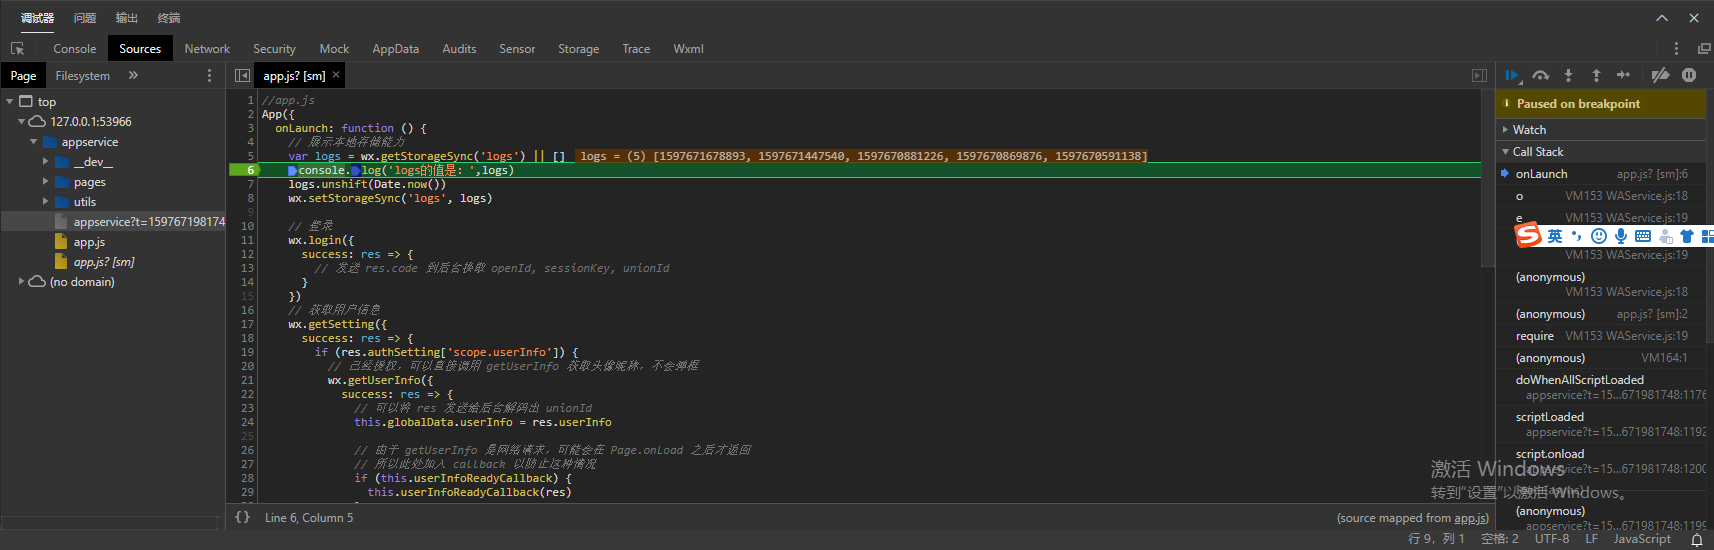 调试器 问题 输出 终端
Console Sources Network Security Mock AppData Audits Sensor Storage Trace Wxml
Page Filesystem »
app.js? [sm] ×
top
127.0.0.1:53966
appservice
__dev__
pages
utils
appservice?t=159767198174
app.js
app.js? [sm]
(no domain)
1 //app.js
2 App({
3 onLaunch: function () {
4 // 展示本地存储能力
5 var logs = wx.getStorageSync('logs') || [] logs = (5) [1597671678893, 1597671447540, 1597670881226, 1597670869876, 1597670591138]
6 console.log('logs的值是: ',logs)
7 logs.unshift(Date.now())
8 wx.setStorageSync('logs', logs)
9
10 // 登录
11 wx.login({
12 success: res => {
13 // 发送 res.code 到后台换取 openId, sessionKey, unionId
14 }
15 })
16 // 获取用户信息
17 wx.getSetting({
18 success: res => {
19 if (res.authSetting['scope.userInfo']) {
20 // 已经授权，可以直接调用 getUserInfo 获取头像昵称，不会弹框
21 wx.getUserInfo({
22 success: res => {
23 // 可以将 res 发送给后台解码出 unionId
24 this.globalData.userInfo = res.userInfo
25
26 // 由于 getUserInfo 是网络请求，可能会在 Page.onLoad 之后才返回
27 // 所以此处加入 callback 以防止这种情况
28 if (this.userInfoReadyCallback) {
29 this.userInfoReadyCallback(res)
{ } Line 6, Column 5
(source mapped from app.js)
Paused on breakpoint
Watch
Call Stack
onLaunch app.js? [sm]:6
o VM153 WAService.js:18
e VM153 WAService.js:19
S 英
VM153 WAService.js:19
(anonymous)
VM153 WAService.js:18
(anonymous) app.js? [sm]:2
require VM153 WAService.js:19
(anonymous) VM164:1
doWhenAllScriptLoaded
appservice?t=15…671981748:1176
scriptLoaded
appservice?t=15…671981748:1192
script.onload
appservice?t=15…671981748:1200
(anonymous)
appservice?t=15…671981748:1199
激活 Windows
转到"设置"以激活 Windows。
行 9，列 1 空格: 2 UTF-8 LF JavaScript